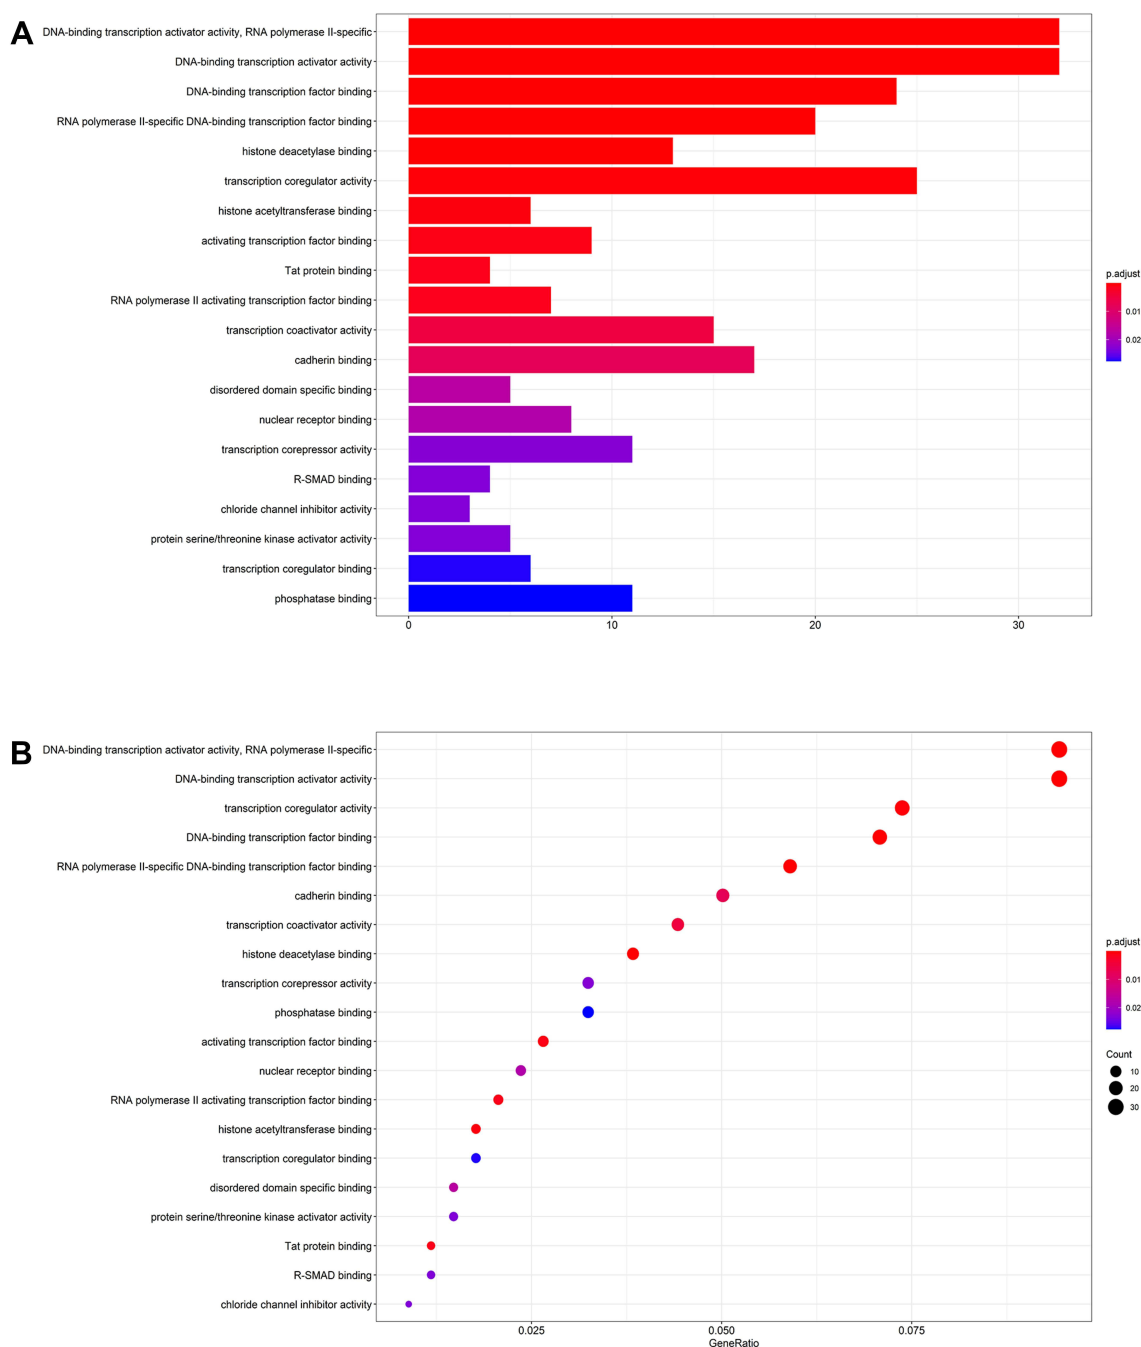 A
DNA-binding transcription activator activity, RNA polymerase II-specific
DNA-binding transcription activator activity
DNA-binding transcription factor binding
RNA polymerase II-specific DNA-binding transcription factor binding
histone deacetylase binding
transcription coregulator activity
histone acetyltransferase binding
activating transcription factor binding
Tat protein binding
RNA polymerase II activating transcription factor binding
transcription coactivator activity
cadherin binding
disordered domain specific binding
nuclear receptor binding
transcription corepressor activity
R-SMAD binding
chloride channel inhibitor activity
protein serine/threonine kinase activator activity
transcription coregulator binding
phosphatase binding
0 10 20 30
p.adjust
0.01
0.02
B
DNA-binding transcription activator activity, RNA polymerase II-specific
DNA-binding transcription activator activity
transcription coregulator activity
DNA-binding transcription factor binding
RNA polymerase II-specific DNA-binding transcription factor binding
cadherin binding
transcription coactivator activity
histone deacetylase binding
transcription corepressor activity
phosphatase binding
activating transcription factor binding
nuclear receptor binding
RNA polymerase II activating transcription factor binding
histone acetyltransferase binding
transcription coregulator binding
disordered domain specific binding
protein serine/threonine kinase activator activity
Tat protein binding
R-SMAD binding
chloride channel inhibitor activity
0.025 0.050 0.075
GeneRatio
p.adjust
0.01
0.02
Count
10
20
30